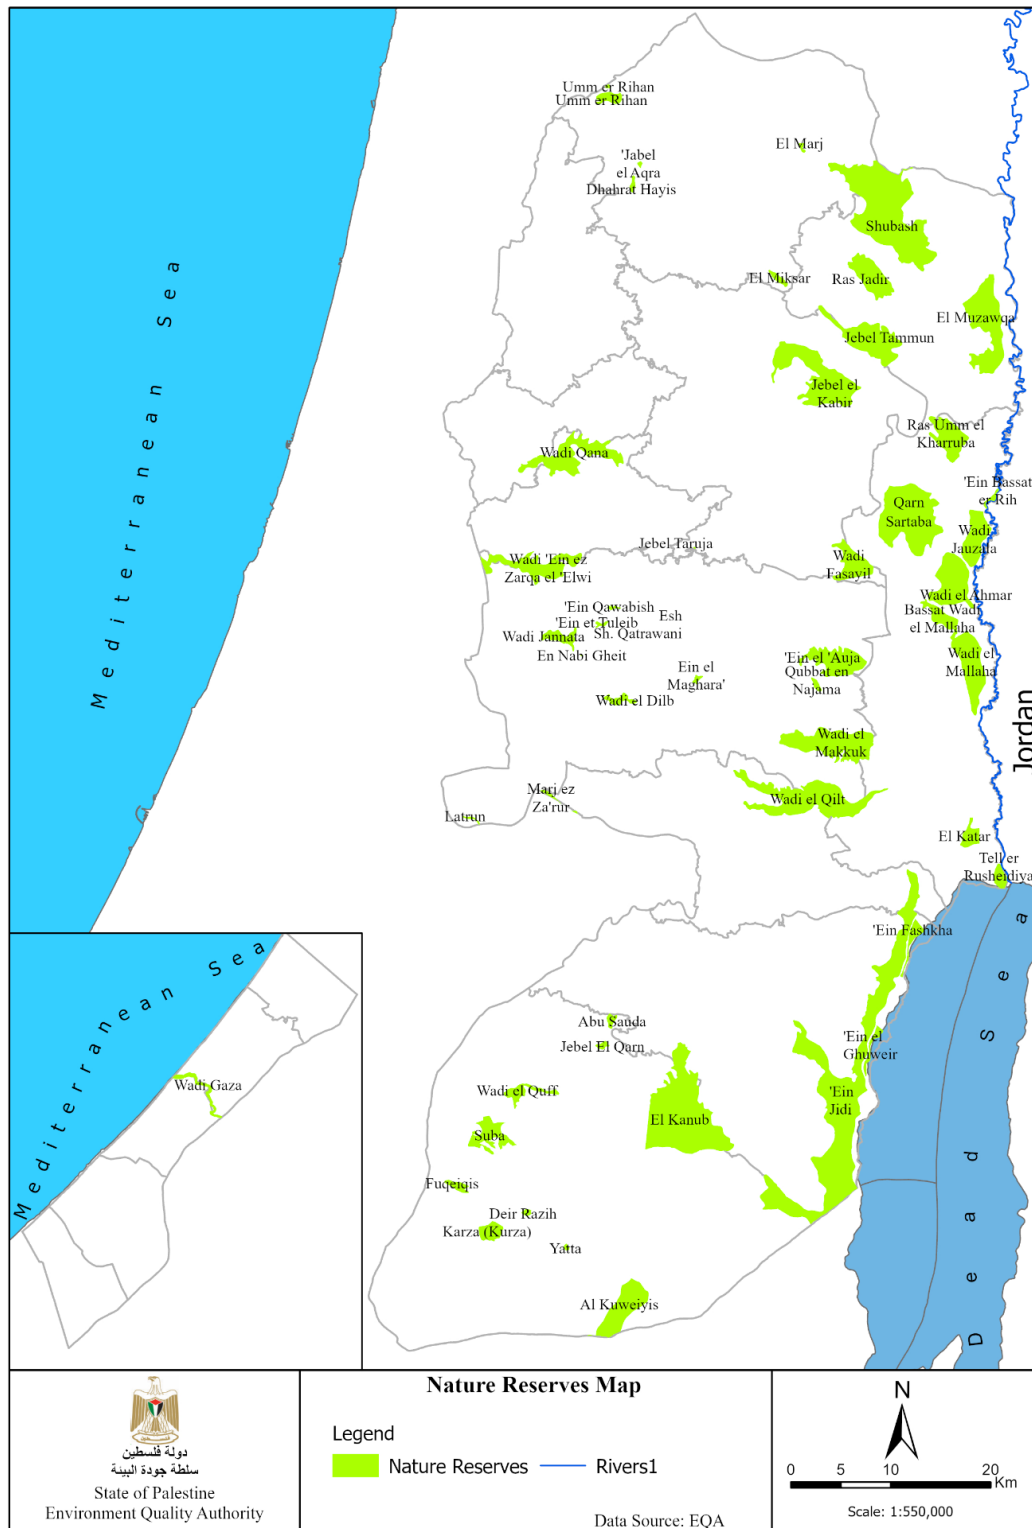 Umm er Rihan
Umm er Rihan
El Marj
'Jabel
el Aqra
Dhahrat Hayis
Shubash
El Miksar
Ras Jadir
El Muzawqa
Jebel Tammun
Jebel el
Kabir
Ras Umm el
Kharruba
Wadi Qana
'Ein Bassat
er Rih
Qarn
Sartaba
Wadi
Jauzala
Jebel Taruja
Wadi 'Ein ez
Zarqa el 'Elwi
Wadi
Fasayil
Wadi el Ahmar
Bassat Wadi
el Mallaha
'Ein Qawabish
Esh
'Ein et Tuleib
Sh. Qatrawani
Wadi Jannata
En Nabi Gheit
Wadi el
Mallaha
'Ein el 'Auja
Qubbat en
Najama
Ein el
Maghara'
Wadi el Dilb
Wadi el
Makkuk
Marj ez
Za'rur
Wadi el Qilt
Latrun
El Katar
Tell er
Rusheidiya
'Ein Fashkha
Abu Sauda
Jebel El Qarn
'Ein el
Ghuweir
Wadi el Quff
'Ein
Jidi
El Kanub
Suba
Fuqeiqis
Deir Razih
Karza (Kurza)
Yatta
Al Kuweiyis
Mediterranean Sea
Jordan
Dead Sea
Mediterranean Sea
Wadi Gaza
دولة فلسطين
سلطة جودة البيئة
State of Palestine
Environment Quality Authority
Nature Reserves Map
Legend
Nature Reserves
Rivers1
Data Source: EQA
N
0 5 10 20
Km
Scale: 1:550,000